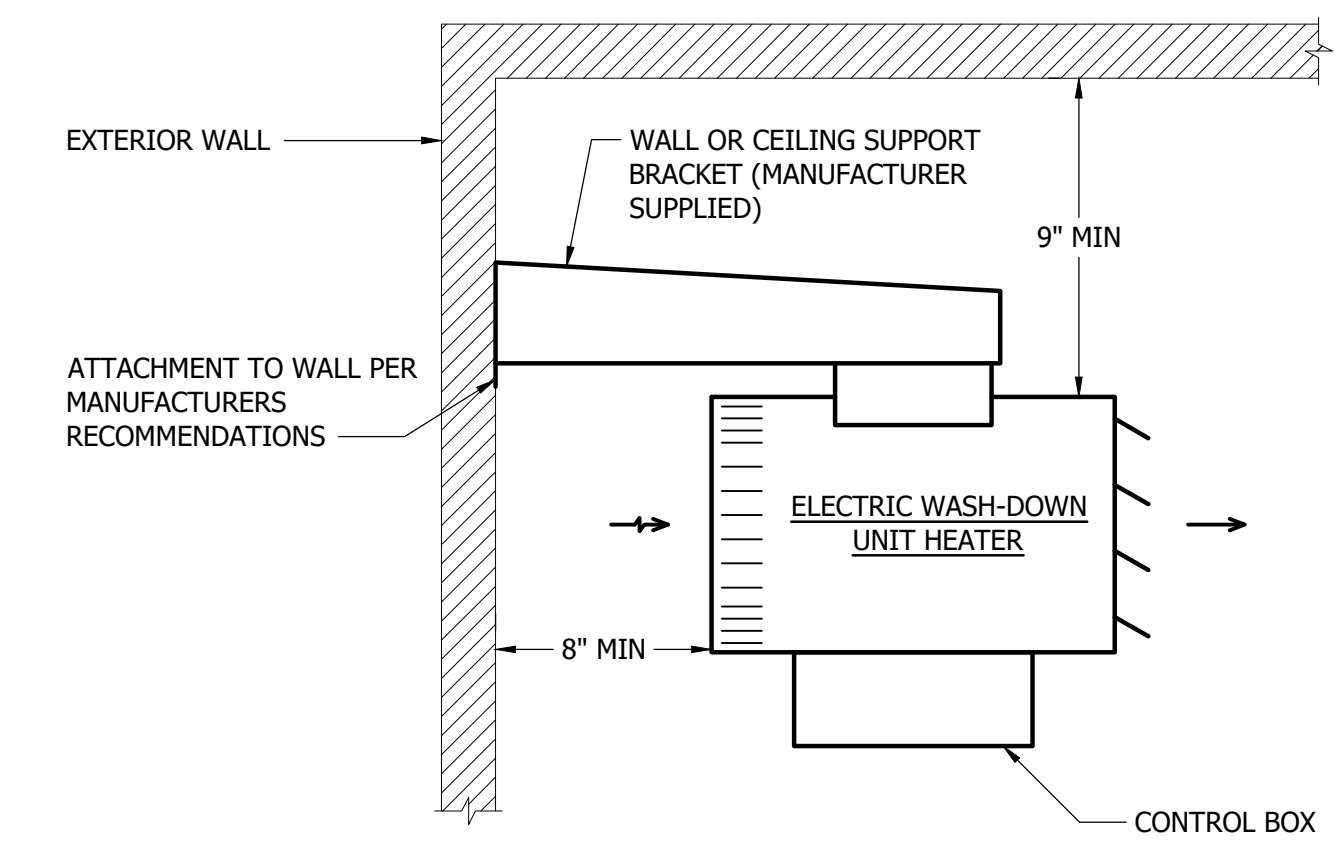 EXTERIOR WALL
WALL OR CEILING SUPPORT
BRACKET (MANUFACTURER
SUPPLIED)
9" MIN
ATTACHMENT TO WALL PER
MANUFACTURERS
RECOMMENDATIONS
ELECTRIC WASH-DOWN
UNIT HEATER
8" MIN
CONTROL BOX